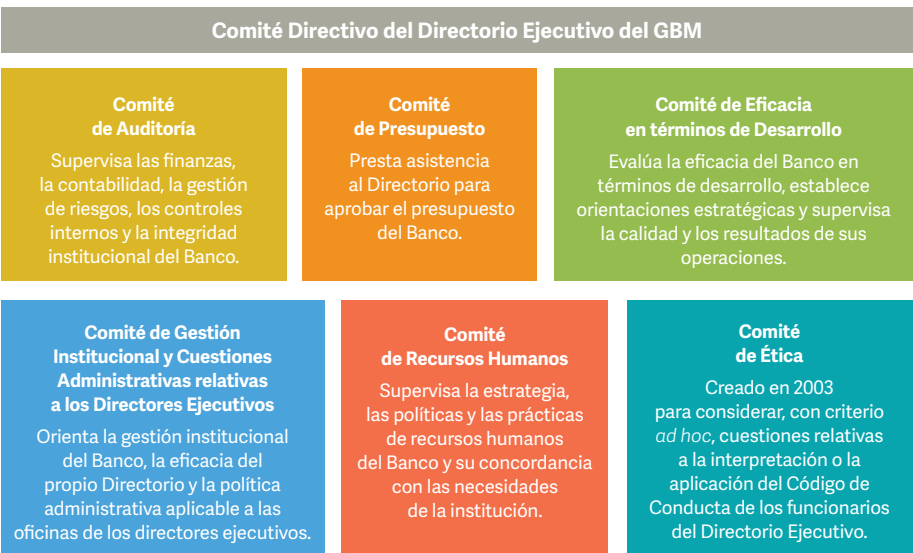 Comité Directivo del Directorio Ejecutivo del GBM
Comité
de Auditoría
Supervisa las finanzas,
la contabilidad, la gestión
de riesgos, los controles
internos y la integridad
institucional del Banco.
Comité
de Presupuesto
Presta asistencia
al Directorio para
aprobar el presupuesto
del Banco.
Comité de Eficacia
en términos de Desarrollo
Evalúa la eficacia del Banco en
términos de desarrollo, establece
orientaciones estratégicas y supervisa
la calidad y los resultados de sus
operaciones.
Comité de Gestión
Institucional y Cuestiones
Administrativas relativas
a los Directores Ejecutivos
Orienta la gestión institucional
del Banco, la eficacia del
propio Directorio y la política
administrativa aplicable a las
oficinas de los directores ejecutivos.
Comité
de Recursos Humanos
Supervisa la estrategia,
las políticas y las prácticas
de recursos humanos
del Banco y su concordancia
con las necesidades
de la institución.
Comité
de Ética
Creado en 2003
para considerar, con criterio
ad hoc, cuestiones relativas
a la interpretación o la
aplicación del Código de
Conducta de los funcionarios
del Directorio Ejecutivo.